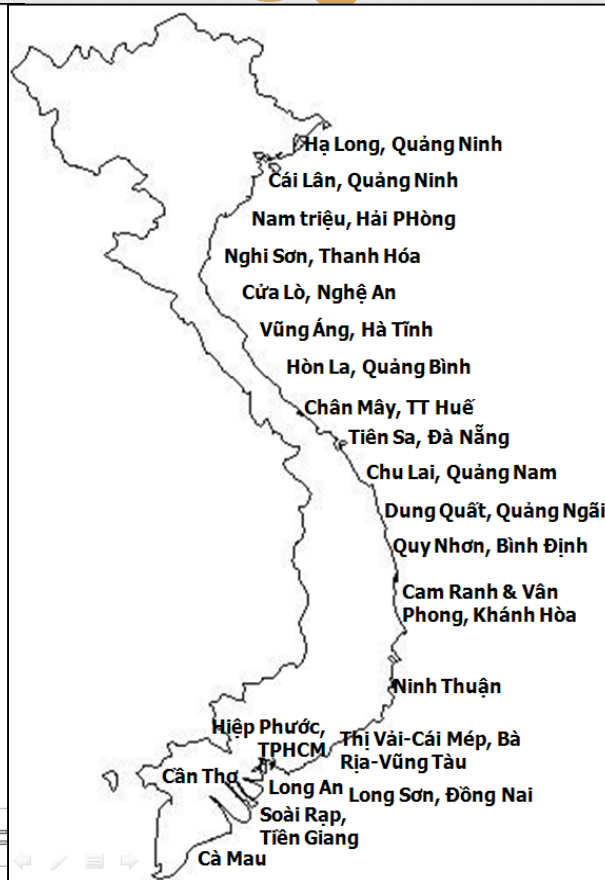 Hạ Long, Quảng Ninh
Cái Lân, Quảng Ninh
Nam triệu, Hải PHòng
Nghi Sơn, Thanh Hóa
Cửa Lò, Nghệ An
Vũng Áng, Hà Tĩnh
Hòn La, Quảng Bình
Chân Mây, TT Huế
Tiên Sa, Đà Nẵng
Chu Lai, Quảng Nam
Dung Quất, Quảng Ngãi
Quy Nhơn, Bình Định
Cam Ranh & Vân
Phong, Khánh Hòa
Ninh Thuận
Hiệp Phước,
TPHCM
Thị Vải-Cái Mép, Bà
Rịa-Vũng Tàu
Cần Thơ
Long An
Long Sơn, Đồng Nai
Soài Rạp,
Tiền Giang
Cà Mau